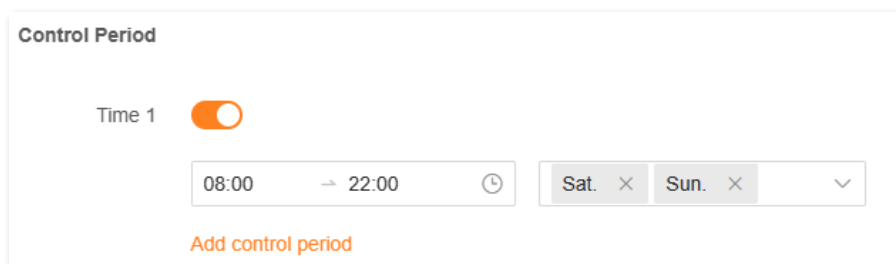 Control Period
Time 1
08:00 → 22:00 Sat. × Sun. ×
Add control period